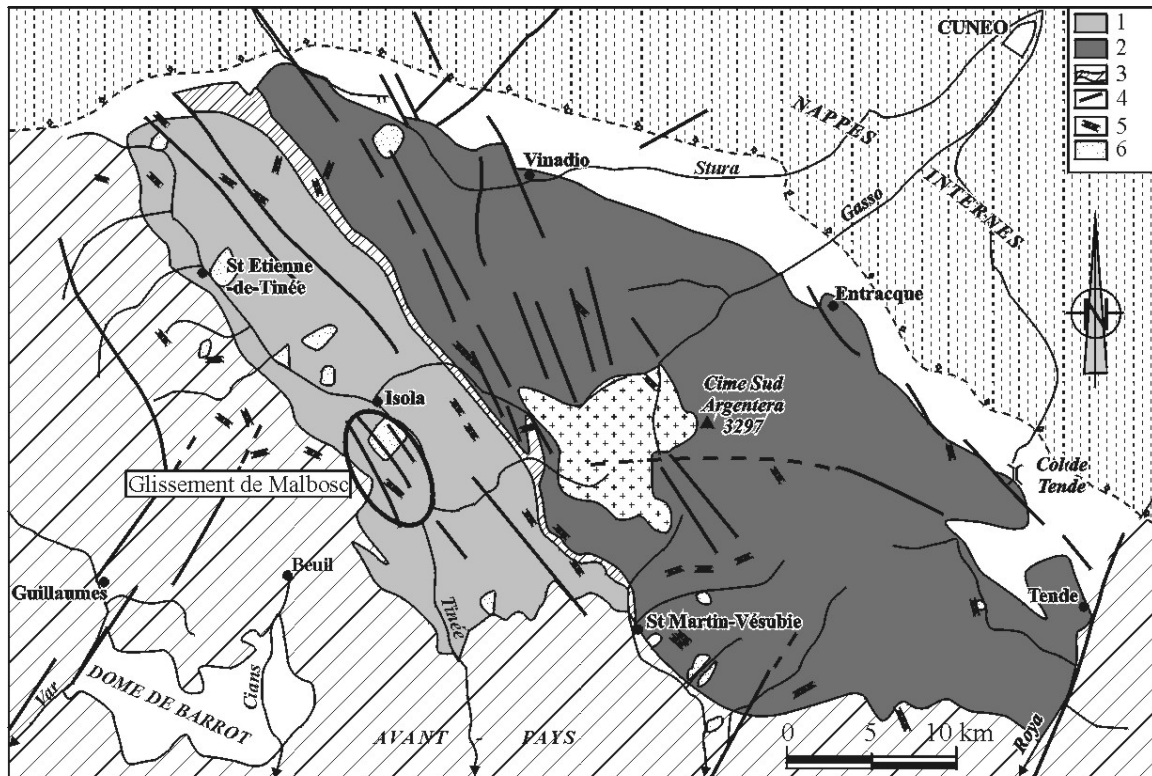 CUNEO
1
2
3
4
5
6
NAPPES
INTERNES
Vinadio
Stura
Gasso
St Etienne
-de-Tinée
Entracque
N
Isola
Cime Sud
Argentera
3297
Glissement de Malbosc
Col de
Tende
Guillaumes
Beuil
Tinée
St Martin-Vésubie
Tende
Var
DOME DE BARROT
Cians
AVANT - PAYS
0 5 10 km
Roya